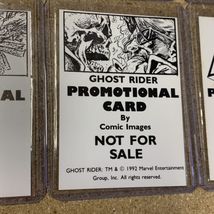 GHOST RIDER
PROMOTIONAL
CARD
By
Comic Images
NOT FOR
SALE
GHOST RIDER: TM & © 1992 Marvel Entertainment
Group, Inc. All rights reserved.